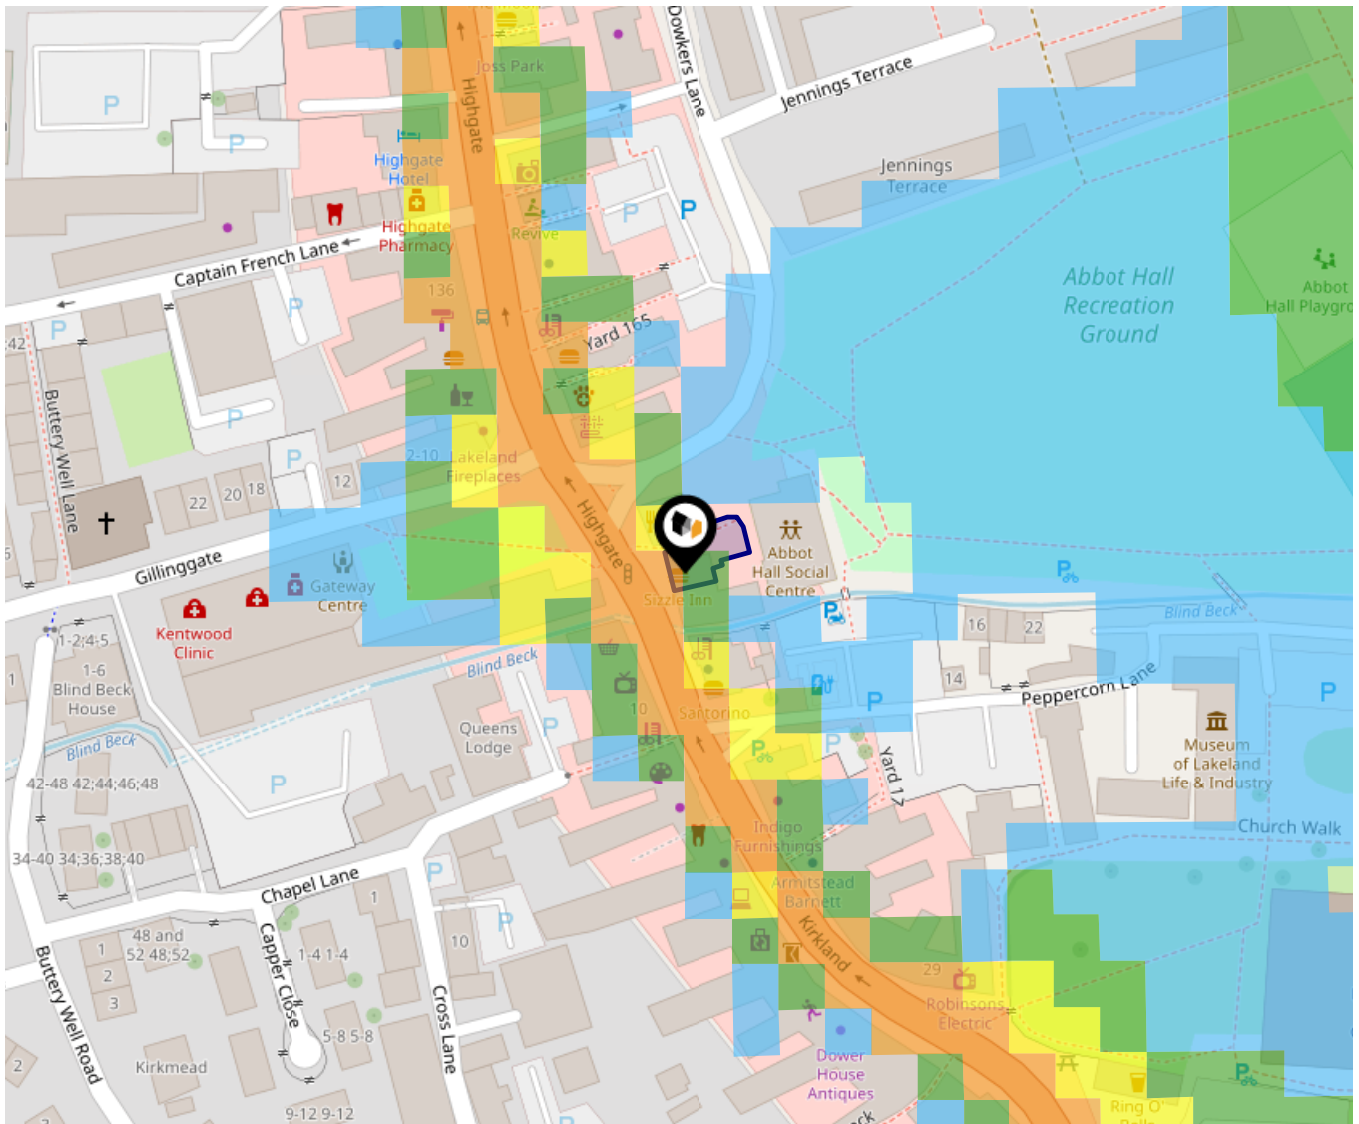 Joss Park
Dowkers Lane
Highgate
Jennings Terrace
P
P
Highgate
Hotel
Jennings
Terrace
P
P
Highgate
Pharmacy
Revive
Captain French Lane
Abbot Hall
Recreation
Ground
Abbot
Hall Playgro
136
P
P
Yard 165
:42
Buttery Well Lane
P
P
2-10
Lakeland
Fireplaces
12
22
20
18
Highgate
Gillinggate
Gateway
Centre
Abbot
Hall Social
Centre
Sizzle Inn
P
P
Blind Beck
Kentwood
Clinic
1-2;4-5
1-6
Blind Beck
House
1
16
22
14
Blind Beck
Peppercorn Lane
P
P
10
Sartorino
Queens
Lodge
P
P
P
Blind Beck
P
Museum
of Lakeland
Life & Industry
Yard 17
42-48 42;44;46;48
Indigo
Furnishings
Church Walk
34-40 34;36;38;40
Chapel Lane
P
Armitstead
Barnett
1
10
P
48 and
52 48;52
1-4 1-4
1
2
3
Capper Close
Kirkland
29
Robinsons
Electric
Buttery Well Road
Cross Lane
5-8 5-8
2
Kirkmead
Dower
House
Antiques
P
Ring O'
9-12 9-12
P